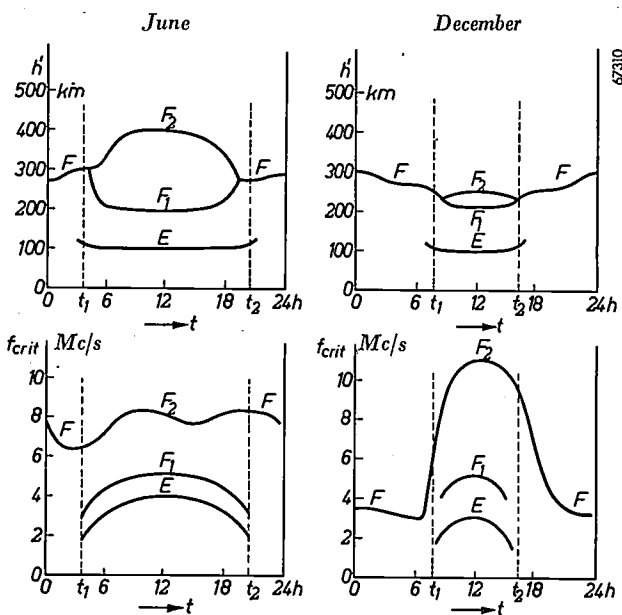 June
h' km
500
400
300
200
100
0
F
F2
F
F1
E
0 t1 6 12 18 t2 24h
→ t
December
h' km
500
400
300
200
100
0
F
F2
F
F1
E
0 6 t1 12 t2 18 24h
→ t
67310
fcrit Mc/s
10
8
6
4
2
0
F
F2
F
F1
E
0 t1 6 12 18 t2 24h
→ t
fcrit Mc/s
10
8
6
4
2
0
F2
F
F
F1
E
0 6 t1 12 t2 18 24h
→ t